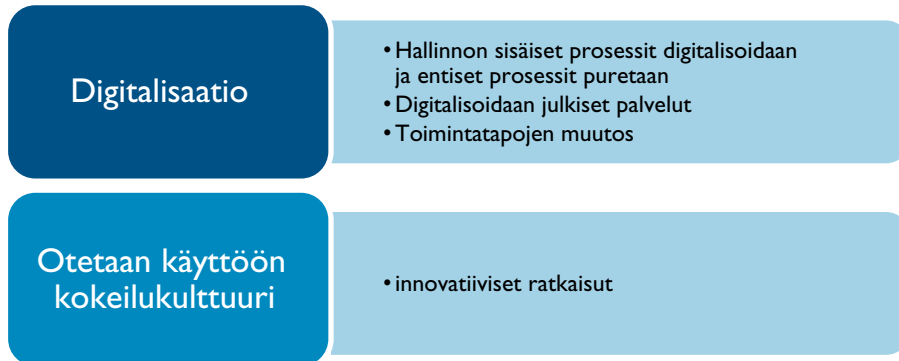 Digitalisaatio
• Hallinnon sisäiset prosessit digitalisoidaan
ja entiset prosessit puretaan
• Digitalisoidaan julkiset palvelut
• Toimintatapojen muutos
Otetaan käyttöön
kokeilukulttuuri
• innovatiiviset ratkaisut